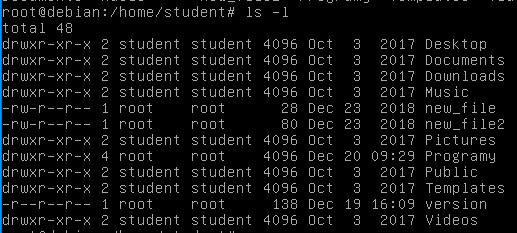 root@debian:/home/student# ls -l
total 48
drwxr-xr-x 2 student student 4096 Oct  3  2017 Desktop
drwxr-xr-x 2 student student 4096 Oct  3  2017 Documents
drwxr-xr-x 2 student student 4096 Oct  3  2017 Downloads
drwxr-xr-x 2 student student 4096 Oct  3  2017 Music
-rw-r--r-- 1 root    root      28 Dec 23  2018 new_file
-rw-r--r-- 1 root    root      80 Dec 23  2018 new_file2
drwxr-xr-x 2 student student 4096 Oct  3  2017 Pictures
drwxr-xr-x 4 root    root    4096 Dec 20 09:29 Programy
drwxr-xr-x 2 student student 4096 Oct  3  2017 Public
drwxr-xr-x 2 student student 4096 Oct  3  2017 Templates
-r--r--r-- 1 root    root     138 Dec 19 16:09 version
drwxr-xr-x 2 student student 4096 Oct  3  2017 Videos